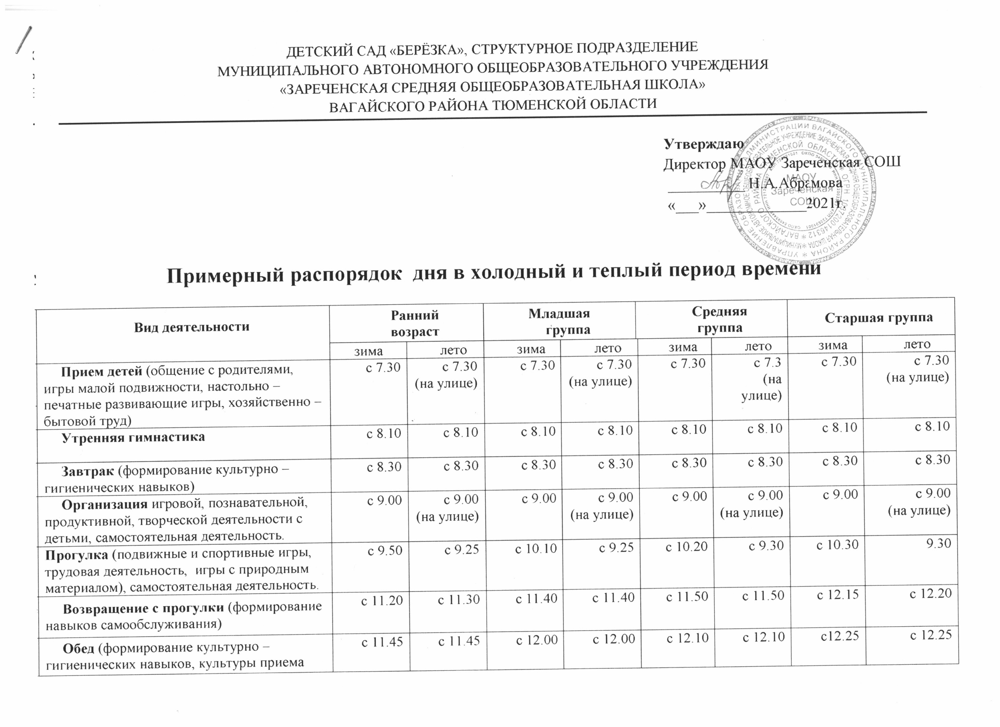 ДЕТСКИЙ САД «БЕРЁЗКА», СТРУКТУРНОЕ ПОДРАЗДЕЛЕНИЕ
МУНИЦИПАЛЬНОГО АВТОНОМНОГО ОБЩЕОБРАЗОВАТЕЛЬНОГО УЧРЕЖДЕНИЯ
«ЗАРЕЧЕНСКАЯ СРЕДНЯЯ ОБЩЕОБРАЗОВАТЕЛЬНАЯ ШКОЛА»
ВАГАЙСКОГО РАЙОНА ТЮМЕНСКОЙ ОБЛАСТИ
Утверждаю
Директор МАОУ Зареченская СОШ
____________ Н.А.Абрамова
«___»_____________2021г.
МАОУ
Зареченская
СОШ
Примерный распорядок дня в холодный и теплый период времени
Вид деятельности
Ранний
возраст
Младшая
группа
Средняя
группа
Старшая группа
зима лето зима лето зима лето зима лето
Прием детей (общение с родителями,
игры малой подвижности, настольно –
печатные развивающие игры, хозяйственно –
бытовой труд)
с 7.30
с 7.30
(на улице)
с 7.30
с 7.30
(на улице)
с 7.30
с 7.3
(на
улице)
с 7.30
с 7.30
(на улице)
Утренняя гимнастика
с 8.10 с 8.10 с 8.10 с 8.10 с 8.10 с 8.10 с 8.10 с 8.10
Завтрак (формирование культурно –
гигиенических навыков)
с 8.30 с 8.30 с 8.30 с 8.30 с 8.30 с 8.30 с 8.30 с 8.30
Организация игровой, познавательной,
продуктивной, творческой деятельности с
детьми, самостоятельная деятельность.
с 9.00
с 9.00
(на улице)
с 9.00
с 9.00
(на улице)
с 9.00
с 9.00
(на улице)
с 9.00
с 9.00
(на улице)
Прогулка (подвижные и спортивные игры,
трудовая деятельность, игры с природным
материалом), самостоятельная деятельность.
с 9.50 с 9.25 с 10.10 с 9.25 с 10.20 с 9.30 с 10.30 9.30
Возвращение с прогулки (формирование
навыков самообслуживания)
с 11.20 с 11.30 с 11.40 с 11.40 с 11.50 с 11.50 с 12.15 с 12.20
Обед (формирование культурно –
гигиенических навыков, культуры приема
с 11.45 с 11.45 с 12.00 с 12.00 с 12.10 с 12.10 с12.25 с 12.25